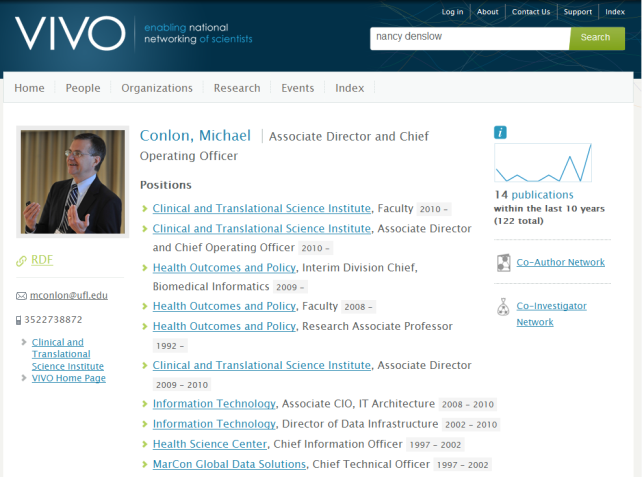 Log in About Contact Us Support Index
VIVO
enabling national
networking of scientists
nancy denslow Search
Home People Organizations Research Events Index
Conlon, Michael Associate Director and Chief
Operating Officer
Positions
Clinical and Translational Science Institute, Faculty 2010 –
Clinical and Translational Science Institute, Associate Director
and Chief Operating Officer 2010 –
Health Outcomes and Policy, Interim Division Chief,
Biomedical Informatics 2009 –
Health Outcomes and Policy, Faculty 2008 –
Health Outcomes and Policy, Research Associate Professor
1992 –
Clinical and Translational Science Institute, Associate Director
2009 – 2010
Information Technology, Associate CIO, IT Architecture 2008 – 2010
Information Technology, Director of Data Infrastructure 2002 – 2010
Health Science Center, Chief Information Officer 1997 – 2002
MarCon Global Data Solutions, Chief Technical Officer 1997 – 2002
RDF
mconlon@ufl.edu
3522738872
Clinical and
Translational
Science Institute
VIVO Home Page
i
14 publications
within the last 10 years
(122 total)
Co-Author Network
Co-Investigator
Network